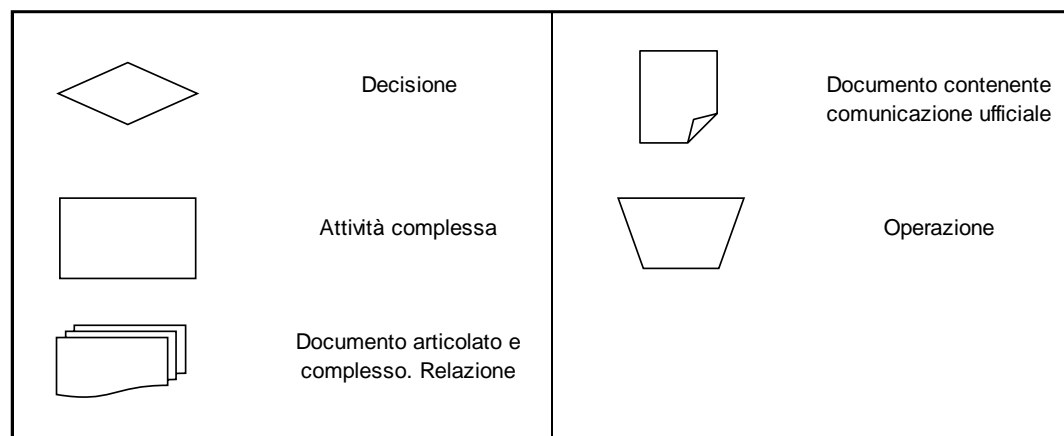 Decisione
Attività complessa
Documento articolato e
complesso. Relazione
Documento contenente
comunicazione ufficiale
Operazione